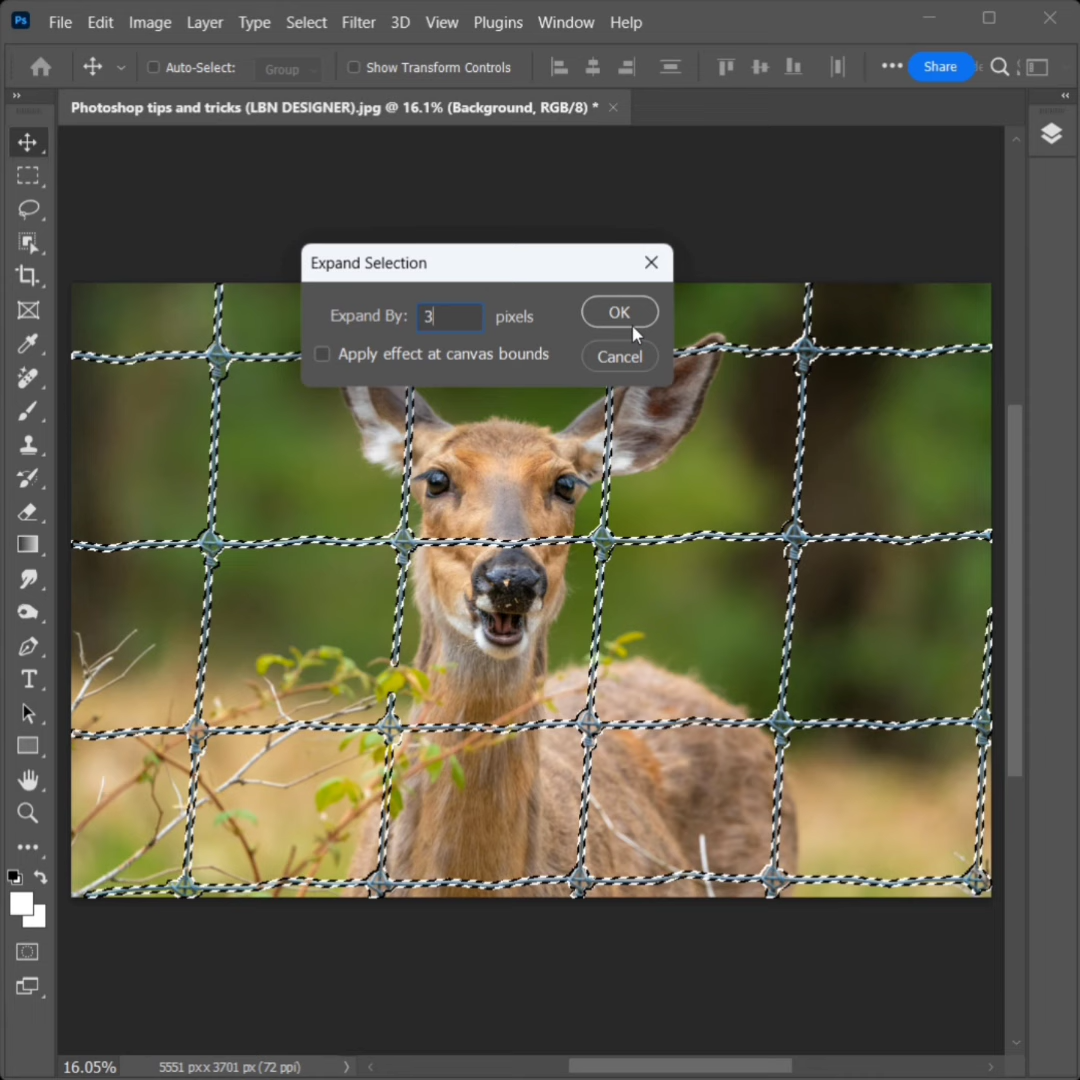 Ps File Edit Image Layer Type Select Filter 3D View Plugins Window Help
Auto-Select: Group Show Transform Controls Share
Photoshop tips and tricks (LBN DESIGNER).jpg @ 16.1% (Background, RGB/8) *
Expand Selection
Expand By: 3 pixels OK
Apply effect at canvas bounds Cancel
T
16.05% 5551 px x 3701 px (72 ppi)